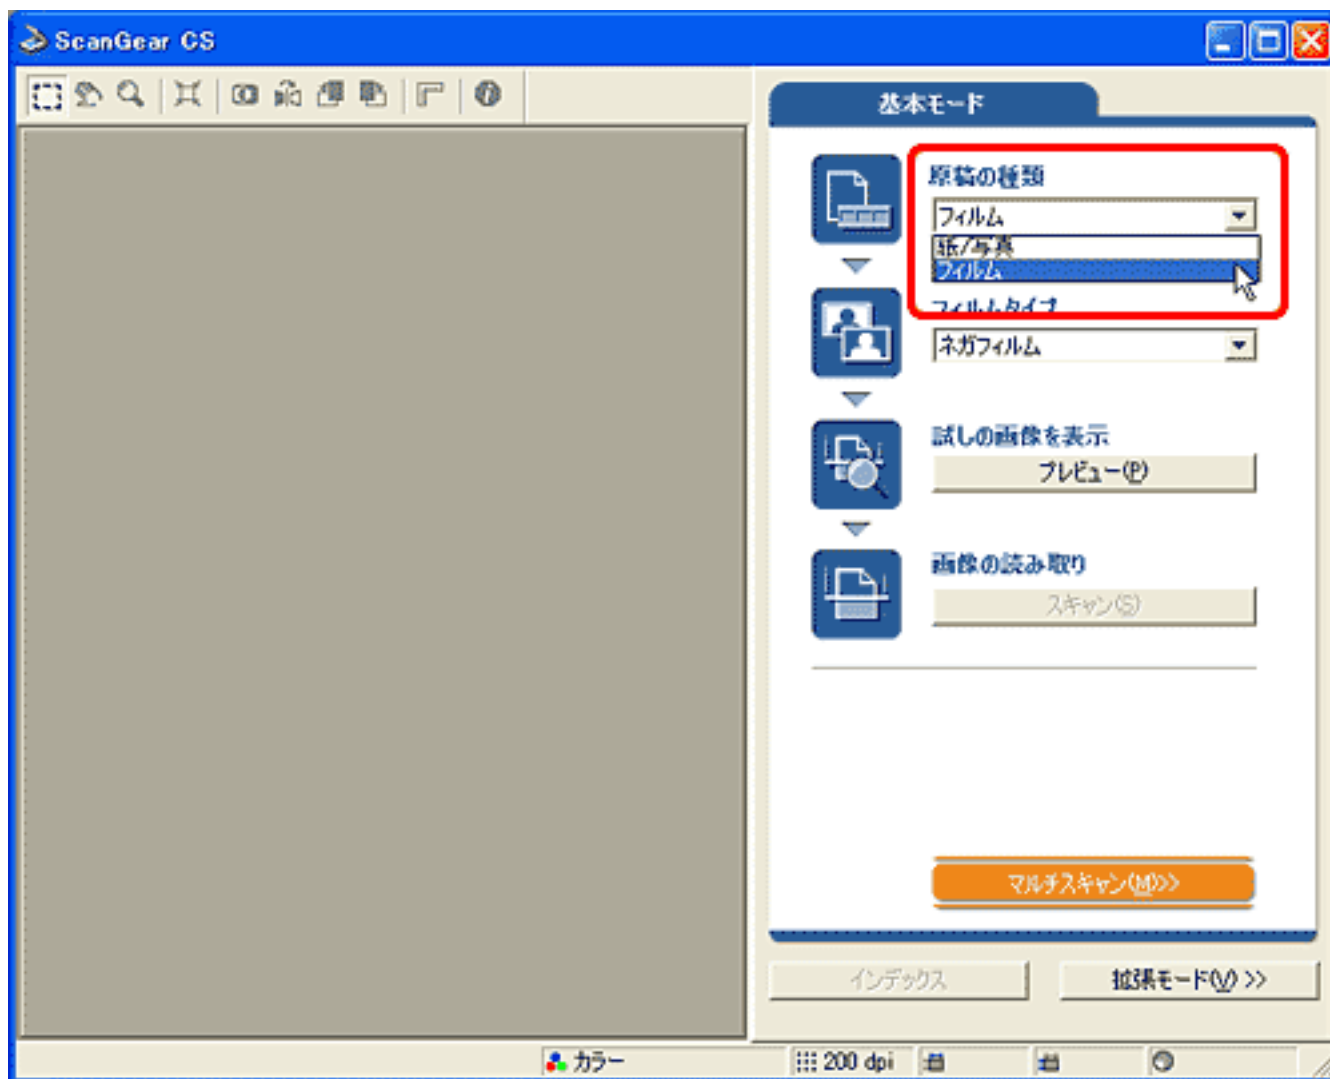 ScanGear CS
基本モード
原稿の種類
フィルム
紙/写真
フィルム
フィルムタイプ
ネガフィルム
試しの画像を表示
プレビュー(P)
画像の読み取り
スキャン(S)
マルチスキャン(M)>>
インデックス
拡張モード(V) >>
カラー
200 dpi